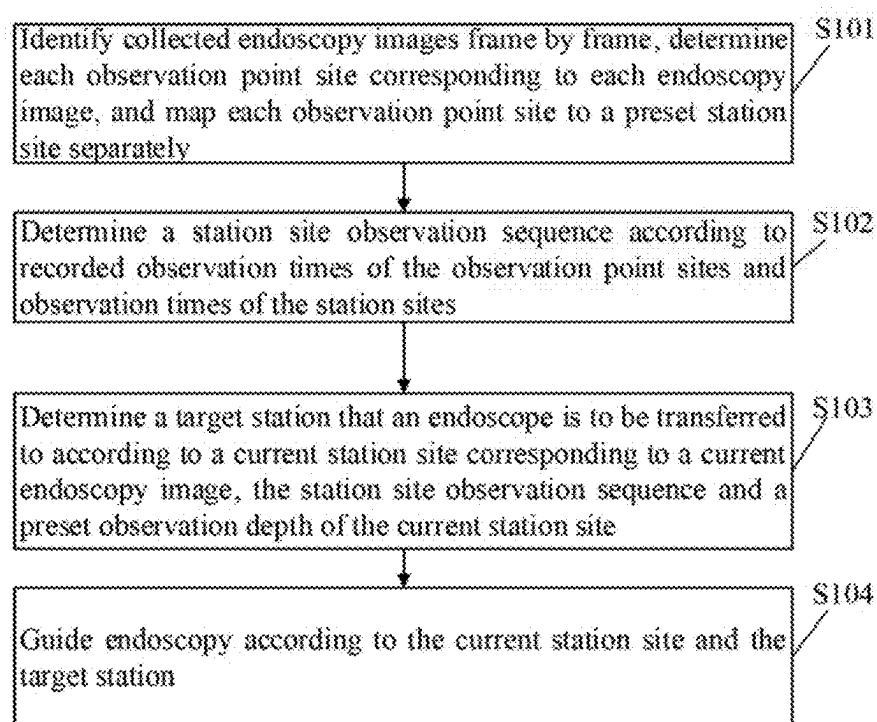 S101
Identify collected endoscopy images frame by frame, determine
each observation point site corresponding to each endoscopy
image, and map each observation point site to a preset station
site separately
S102
Determine a station site observation sequence according to
recorded observation times of the observation point sites and
observation times of the station sites
S103
Determine a target station that an endoscope is to be transferred
to according to a current station site corresponding to a current
endoscopy image, the station site observation sequence and a
preset observation depth of the current station site
S104
Guide endoscopy according to the current station site and the
target station